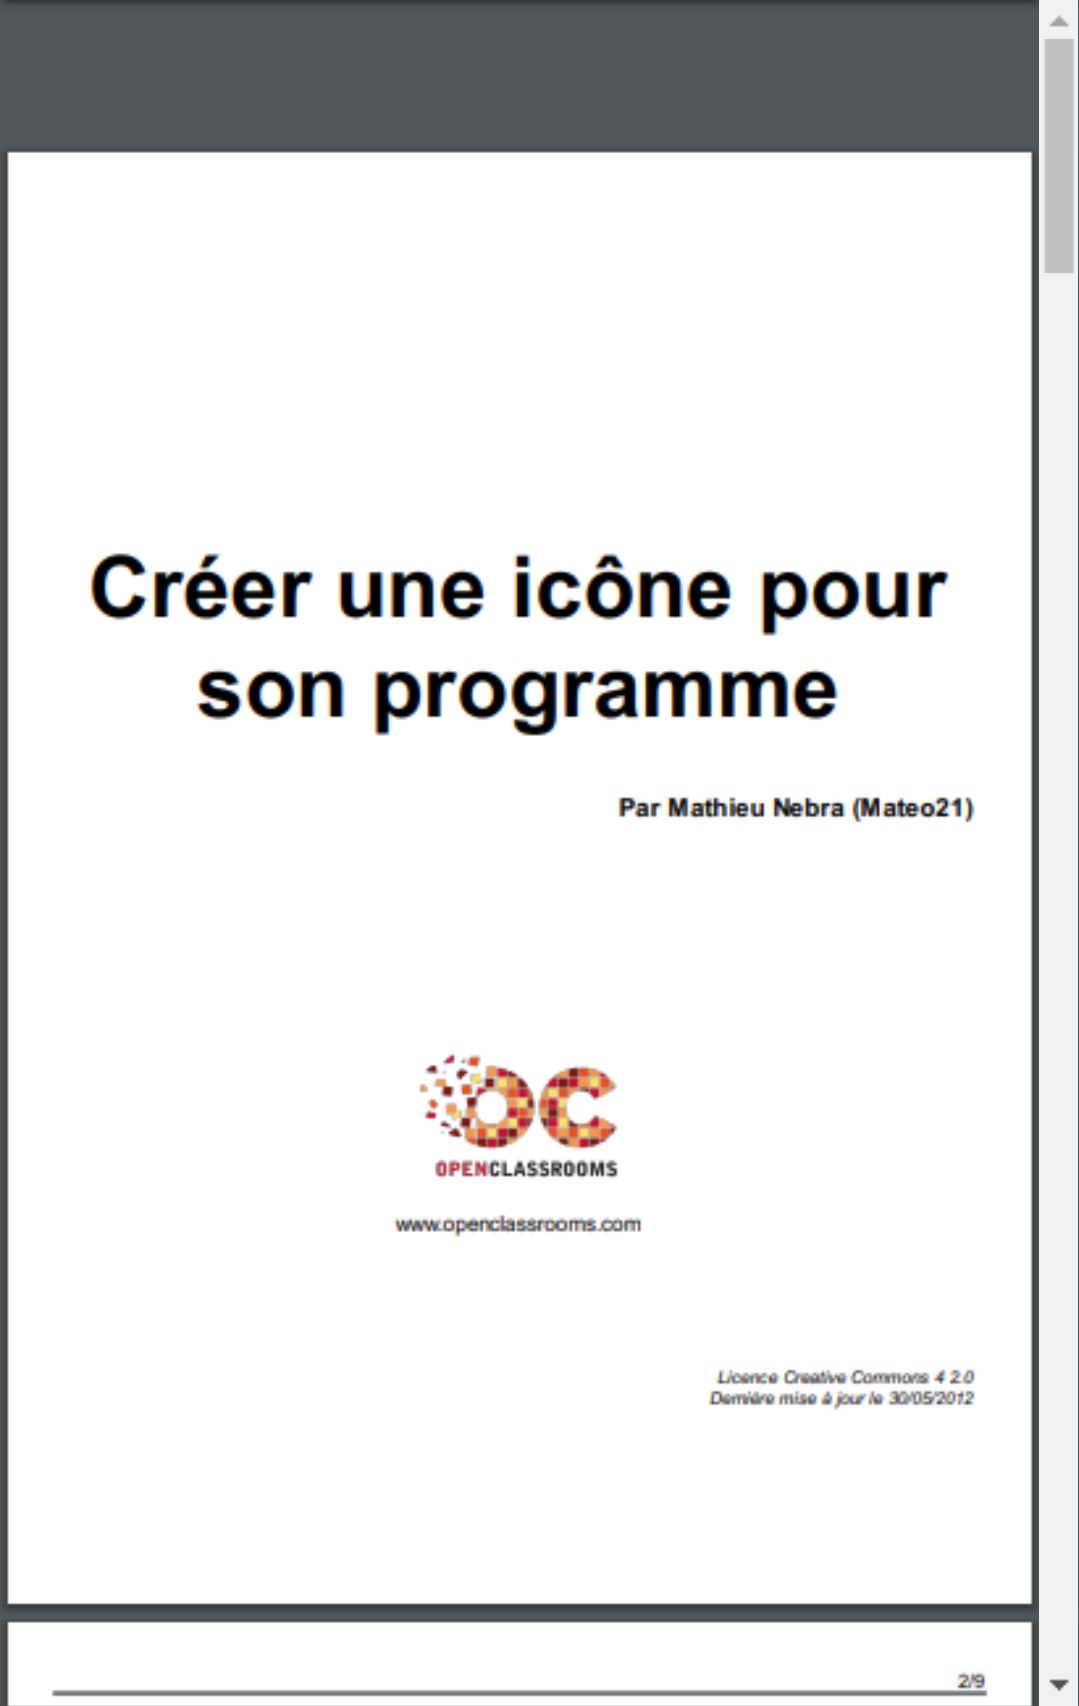 Créer une icône pour
son programme
Par Mathieu Nebra (Mateo21)
OC
OPENCLASSROOMS
www.openclassrooms.com
Licence Creative Commons 4 2.0
Dernière mise à jour le 30/05/2012
2/9